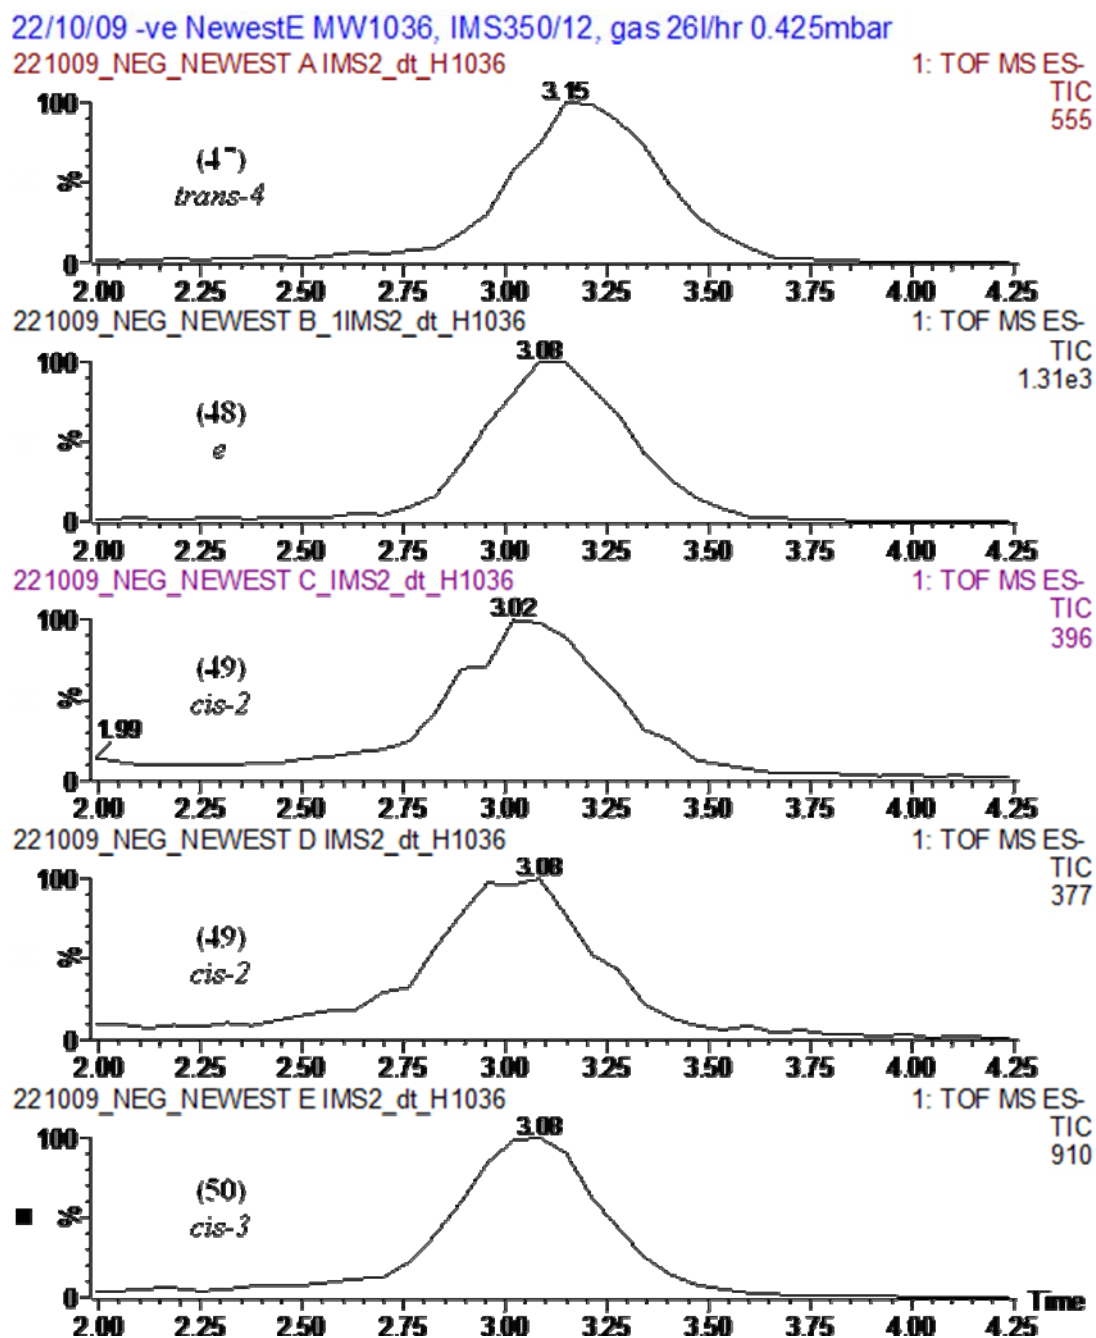 22/10/09 -ve NewestE MW1036, IMS350/12, gas 26l/hr 0.425mbar
221009_NEG_NEWEST A IMS2_dt_H1036 1: TOF MS ES-
TIC
555
3.15
100
%
0
(47)
trans-4
2.00 2.25 2.50 2.75 3.00 3.25 3.50 3.75 4.00 4.25
221009_NEG_NEWEST B_1IMS2_dt_H1036 1: TOF MS ES-
TIC
1.31e3
3.08
100
%
0
(48)
e
2.00 2.25 2.50 2.75 3.00 3.25 3.50 3.75 4.00 4.25
221009_NEG_NEWEST C_IMS2_dt_H1036 1: TOF MS ES-
TIC
396
3.02
100
%
0
(49)
cis-2
1.99
2.00 2.25 2.50 2.75 3.00 3.25 3.50 3.75 4.00 4.25
221009_NEG_NEWEST D IMS2_dt_H1036 1: TOF MS ES-
TIC
377
3.08
100
%
0
(49)
cis-2
2.00 2.25 2.50 2.75 3.00 3.25 3.50 3.75 4.00 4.25
221009_NEG_NEWEST E IMS2_dt_H1036 1: TOF MS ES-
TIC
910
3.08
100
%
0
(50)
cis-3
Time
2.00 2.25 2.50 2.75 3.00 3.25 3.50 3.75 4.00 4.25